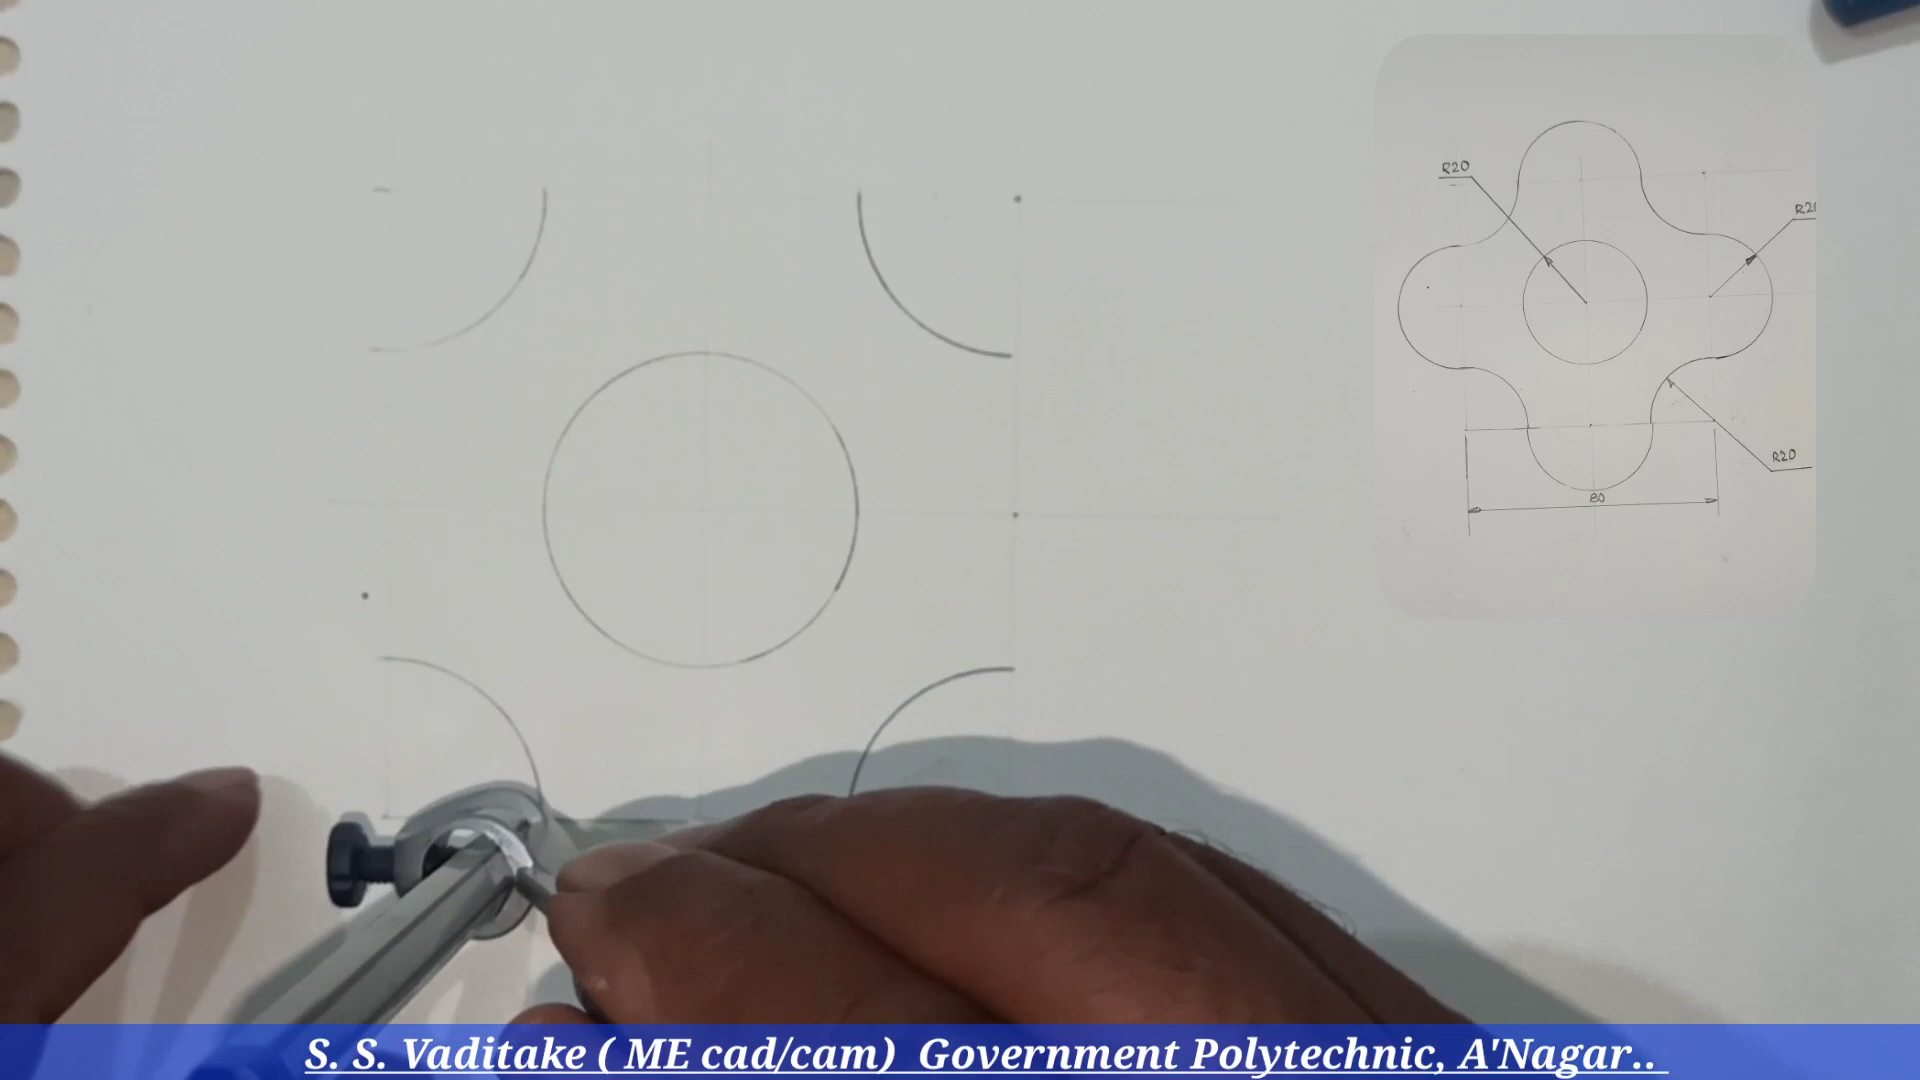 R20
R2
R20
80
S. S. Vaditake ( ME cad/cam) Government Polytechnic, A'Nagar..